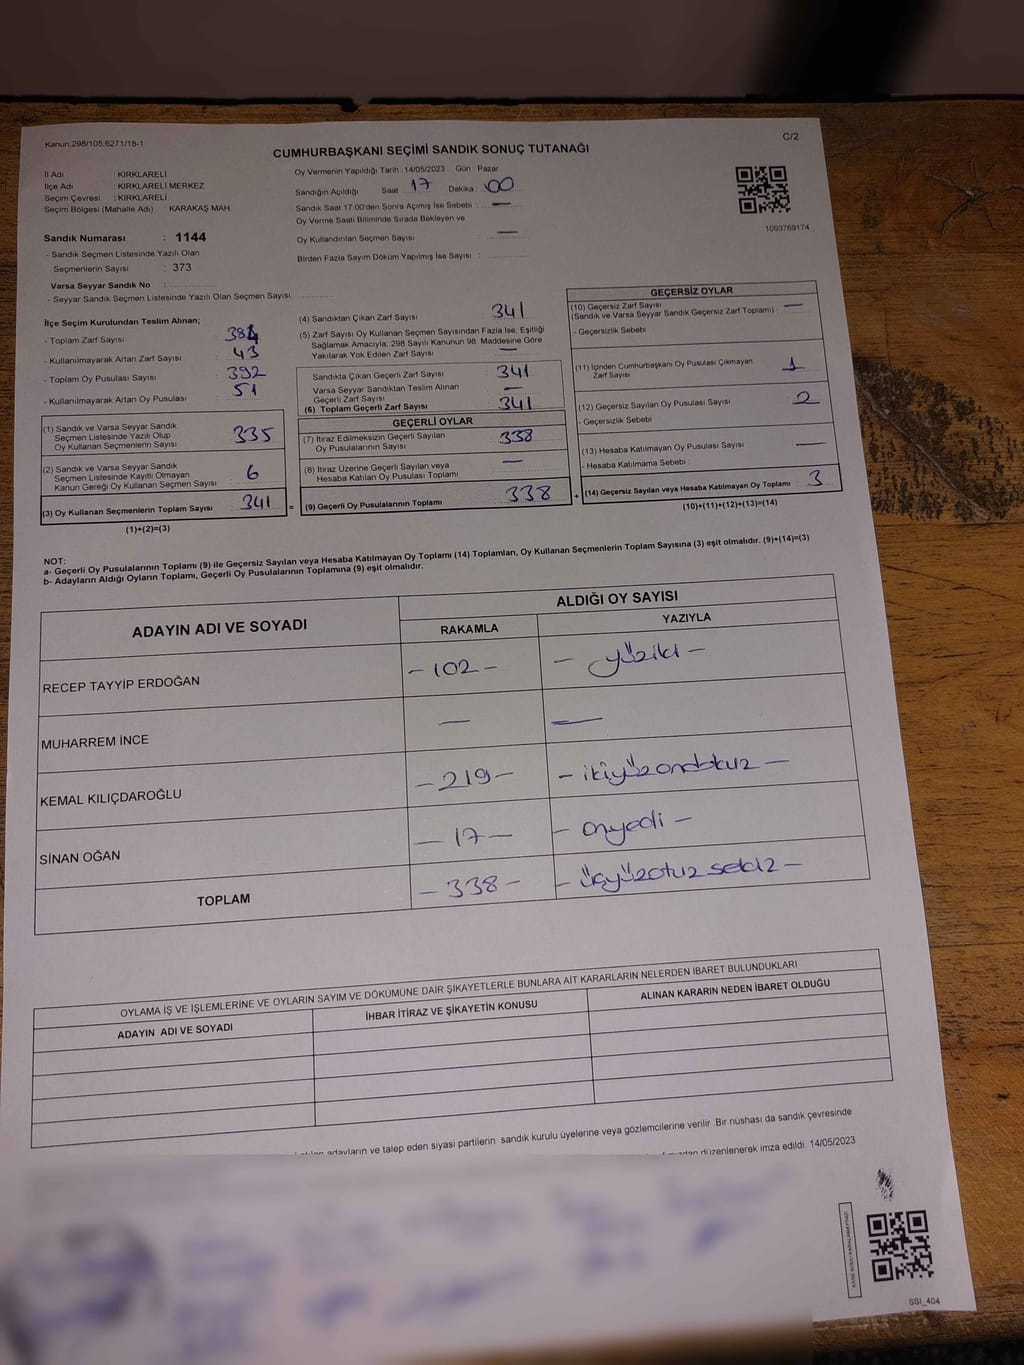 Kanun;298/105;6271/18-1
C/2
CUMHURBAŞKANI SEÇİMİ SANDIK SONUÇ TUTANAĞI
İl Adı : KIRKLARELİ
İlçe Adı : KIRKLARELİ MERKEZ
Seçim Çevresi : KIRKLARELİ
Seçim Bölgesi (Mahalle Adı) KARAKAŞ MAH.
Sandık Numarası : 1144
- Sandık Seçmen Listesinde Yazılı Olan
Seçmenlerin Sayısı : 373
Varsa Seyyar Sandık No :
- Seyyar Sandık Seçmen Listesinde Yazılı Olan Seçmen Sayısı:
Oy Vermenin Yapıldığı Tarih : 14/05/2023 Gün : Pazar
Sandığın Açıldığı Saat : 17 Dakika : 00
Sandık Saat 17:00'den Sonra Açmış İse Sebebi : —
Oy Verme Saati Bitiminde Sırada Bekleyen ve
Oy Kullandırılan Seçmen Sayısı : —
Birden Fazla Sayım Döküm Yapılmış İse Sayısı :
1093769174
İlçe Seçim Kurulundan Teslim Alınan;
- Toplam Zarf Sayısı : 384
- Kullanılmayarak Artan Zarf Sayısı : 43
- Toplam Oy Pusulası Sayısı : 392
- Kullanılmayarak Artan Oy Pusulası : 51
(1) Sandık ve Varsa Seyyar Sandık
Seçmen Listesinde Yazılı Olup
Oy Kullanan Seçmenlerin Sayısı : 335
(2) Sandık ve Varsa Seyyar Sandık
Seçmen Listesinde Kayıtlı Olmayan
Kanun Gereği Oy Kullanan Seçmen Sayısı : 6
(3) Oy Kullanan Seçmenlerin Toplam Sayısı : 341
(1)+(2)=(3)
(4) Sandıktan Çıkan Zarf Sayısı : 341
(5) Zarf Sayısı Oy Kullanan Seçmen Sayısından Fazla İse, Eşitliği
Sağlamak Amacıyla, 298 Sayılı Kanunun 98. Maddesine Göre
Yakılarak Yok Edilen Zarf Sayısı : —
Sandıkta Çıkan Geçerli Zarf Sayısı : 341
Varsa Seyyar Sandıktan Teslim Alınan
Geçerli Zarf Sayısı : —
(6) Toplam Geçerli Zarf Sayısı : 341
GEÇERLİ OYLAR
(7) İtiraz Edilmeksizin Geçerli Sayılan
Oy Pusulalarının Sayısı : 338
(8) İtiraz Üzerine Geçerli Sayılan veya
Hesaba Katılan Oy Pusulası Toplamı : —
= (9) Geçerli Oy Pusulalarının Toplamı : 338 +
GEÇERSİZ OYLAR
(10) Geçersiz Zarf Sayısı
(Sandık ve Varsa Seyyar Sandık Geçersiz Zarf Toplamı) : —
- Geçersizlik Sebebi
(11) İçinden Cumhurbaşkanı Oy Pusulası Çıkmayan
Zarf Sayısı : 1
(12) Geçersiz Sayılan Oy Pusulası Sayısı : 2
- Geçersizlik Sebebi
(13) Hesaba Katılmayan Oy Pusulası Sayısı : —
- Hesaba Katılmama Sebebi
(14) Geçersiz Sayılan veya Hesaba Katılmayan Oy Toplamı : 3
(10)+(11)+(12)+(13)=(14)
NOT:
a- Geçerli Oy Pusulalarının Toplamı (9) ile Geçersiz Sayılan veya Hesaba Katılmayan Oy Toplamı (14) Toplamları, Oy Kullanan Seçmenlerin Toplam Sayısına (3) eşit olmalıdır. (9)+(14)=(3)
b- Adayların Aldığı Oyların Toplamı, Geçerli Oy Pusulalarının Toplamına (9) eşit olmalıdır.
ADAYIN ADI VE SOYADI
ALDIĞI OY SAYISI
RAKAMLA YAZIYLA
RECEP TAYYİP ERDOĞAN - 102 - - yüziki -
MUHARREM İNCE — —
KEMAL KILIÇDAROĞLU - 219 - - ikiyüzondokuz -
SİNAN OĞAN - 17 - - onyedi -
TOPLAM - 338 - - üçyüzotuz sekiz -
OYLAMA İŞ VE İŞLEMLERİNE VE OYLARIN SAYIM VE DÖKÜMÜNE DAİR ŞİKAYETLERLE BUNLARA AİT KARARLARIN NELERDEN İBARET BULUNDUKLARI
ADAYIN ADI VE SOYADI İHBAR İTİRAZ VE ŞİKAYETİN KONUSU ALINAN KARARIN NEDEN İBARET OLDUĞU
adayların ve talep eden siyasi partilerin sandık kurulu üyelerine veya gözlemcilerine verilir. Bir nüshası da sandık çevresinde
düzenlenerek imza edildi. 14/05/2023
SSI_404